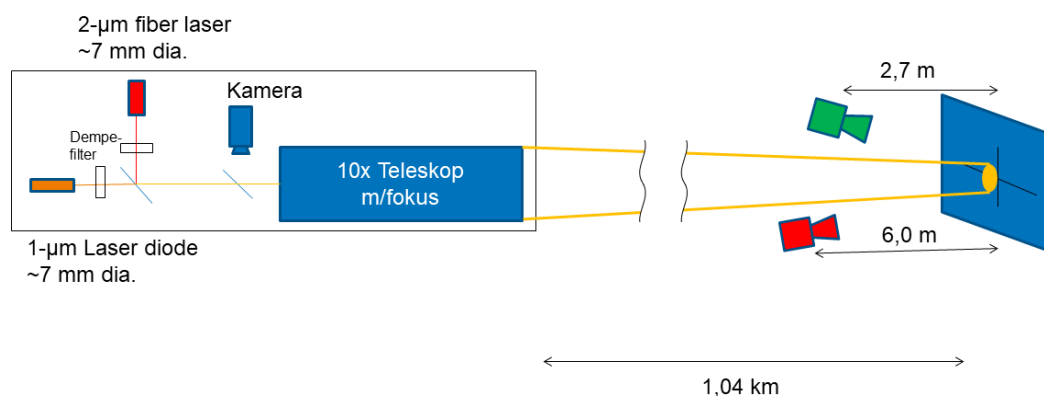 2-µm fiber laser
~7 mm dia.
Kamera
Dempe-
filter
10x Teleskop
m/fokus
1-µm Laser diode
~7 mm dia.
2,7 m
6,0 m
1,04 km